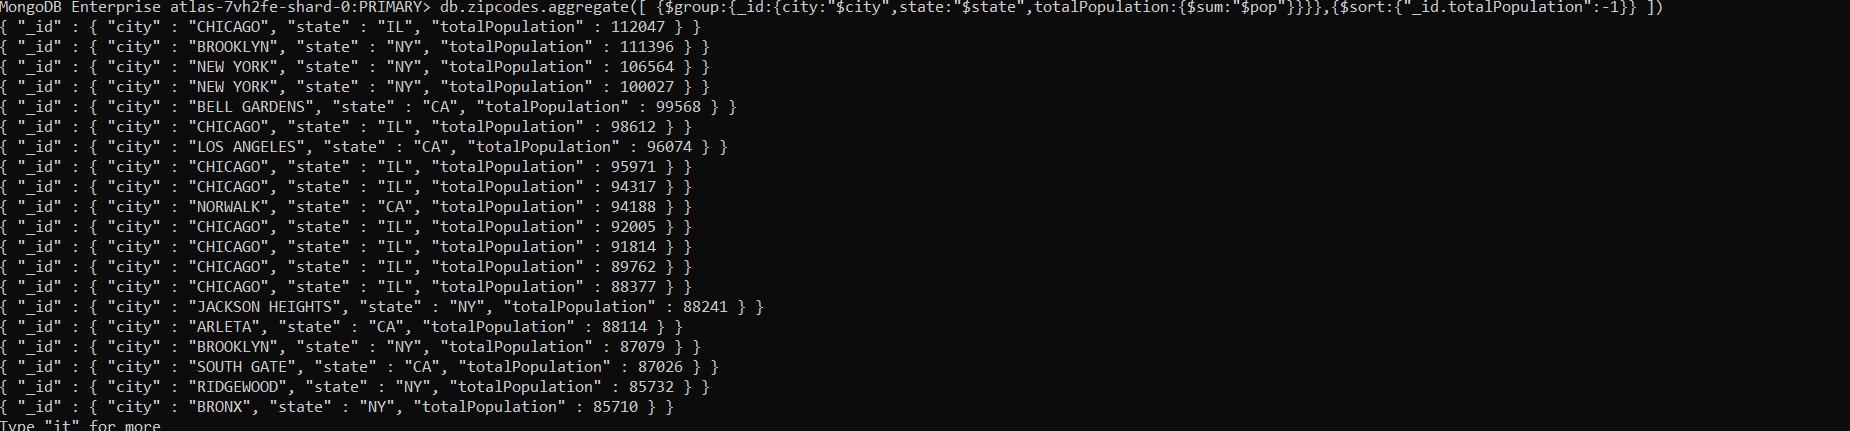 MongoDB Enterprise atlas-7vh2fe-shard-0:PRIMARY> db.zipcodes.aggregate([ {$group:{_id:{city:"$city",state:"$state",totalPopulation:{$sum:"$pop"}}}},{$sort:{"_id.totalPopulation":-1}} ])
{ "_id" : { "city" : "CHICAGO", "state" : "IL", "totalPopulation" : 112047 } }
{ "_id" : { "city" : "BROOKLYN", "state" : "NY", "totalPopulation" : 111396 } }
{ "_id" : { "city" : "NEW YORK", "state" : "NY", "totalPopulation" : 106564 } }
{ "_id" : { "city" : "NEW YORK", "state" : "NY", "totalPopulation" : 100027 } }
{ "_id" : { "city" : "BELL GARDENS", "state" : "CA", "totalPopulation" : 99568 } }
{ "_id" : { "city" : "CHICAGO", "state" : "IL", "totalPopulation" : 98612 } }
{ "_id" : { "city" : "LOS ANGELES", "state" : "CA", "totalPopulation" : 96074 } }
{ "_id" : { "city" : "CHICAGO", "state" : "IL", "totalPopulation" : 95971 } }
{ "_id" : { "city" : "CHICAGO", "state" : "IL", "totalPopulation" : 94317 } }
{ "_id" : { "city" : "NORWALK", "state" : "CA", "totalPopulation" : 94188 } }
{ "_id" : { "city" : "CHICAGO", "state" : "IL", "totalPopulation" : 92005 } }
{ "_id" : { "city" : "CHICAGO", "state" : "IL", "totalPopulation" : 91814 } }
{ "_id" : { "city" : "CHICAGO", "state" : "IL", "totalPopulation" : 89762 } }
{ "_id" : { "city" : "CHICAGO", "state" : "IL", "totalPopulation" : 88377 } }
{ "_id" : { "city" : "JACKSON HEIGHTS", "state" : "NY", "totalPopulation" : 88241 } }
{ "_id" : { "city" : "ARLETA", "state" : "CA", "totalPopulation" : 88114 } }
{ "_id" : { "city" : "BROOKLYN", "state" : "NY", "totalPopulation" : 87079 } }
{ "_id" : { "city" : "SOUTH GATE", "state" : "CA", "totalPopulation" : 87026 } }
{ "_id" : { "city" : "RIDGEWOOD", "state" : "NY", "totalPopulation" : 85732 } }
{ "_id" : { "city" : "BRONX", "state" : "NY", "totalPopulation" : 85710 } }
Type "it" for more